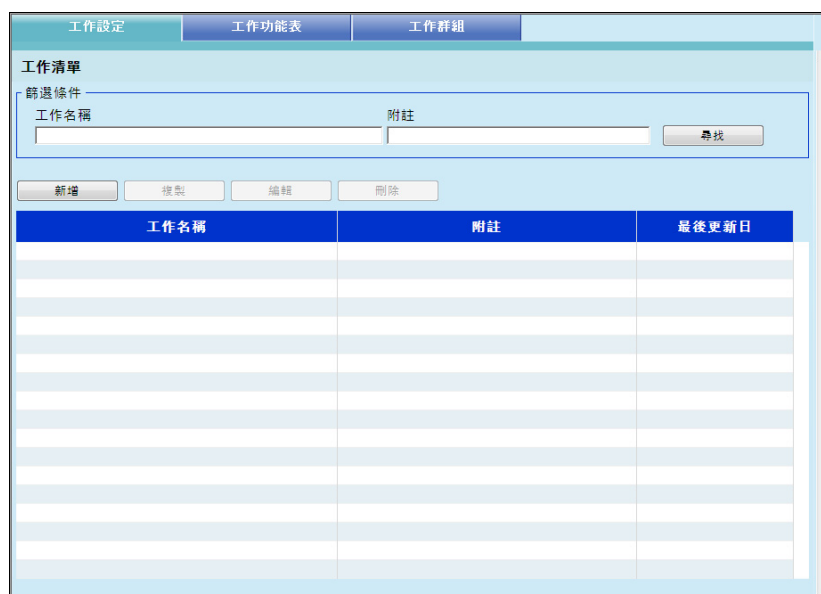 工作設定 工作功能表 工作群組
工作清單
篩選條件
工作名稱 附註
尋找
新增 複製 編輯 刪除
工作名稱 附註 最後更新日